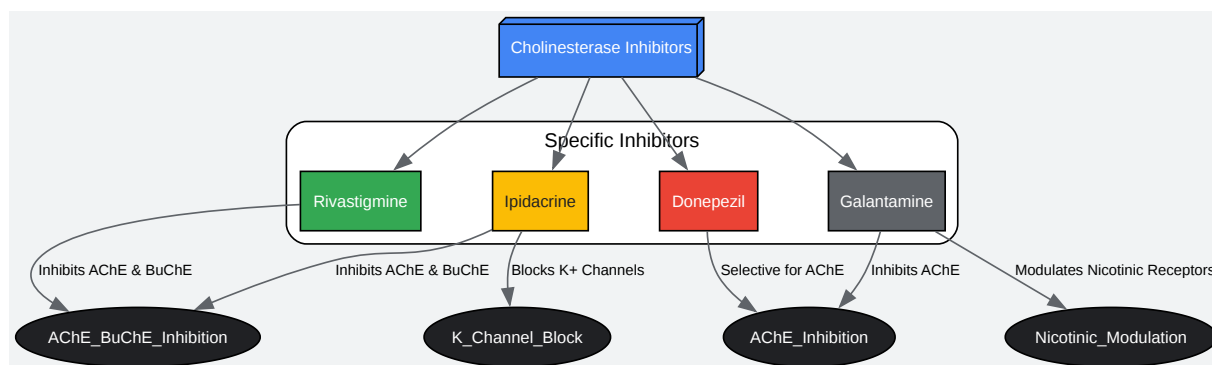 Cholinesterase Inhibitors
Specific Inhibitors
Rivastigmine
Ipidacrine
Donepezil
Galantamine
Inhibits AChE & BuChE
Inhibits AChE & BuChE
Blocks K+ Channels
Selective for AChE
Inhibits AChE
Modulates Nicotinic Receptors
AChE_BuChE_Inhibition
K_Channel_Block
AChE_Inhibition
Nicotinic_Modulation